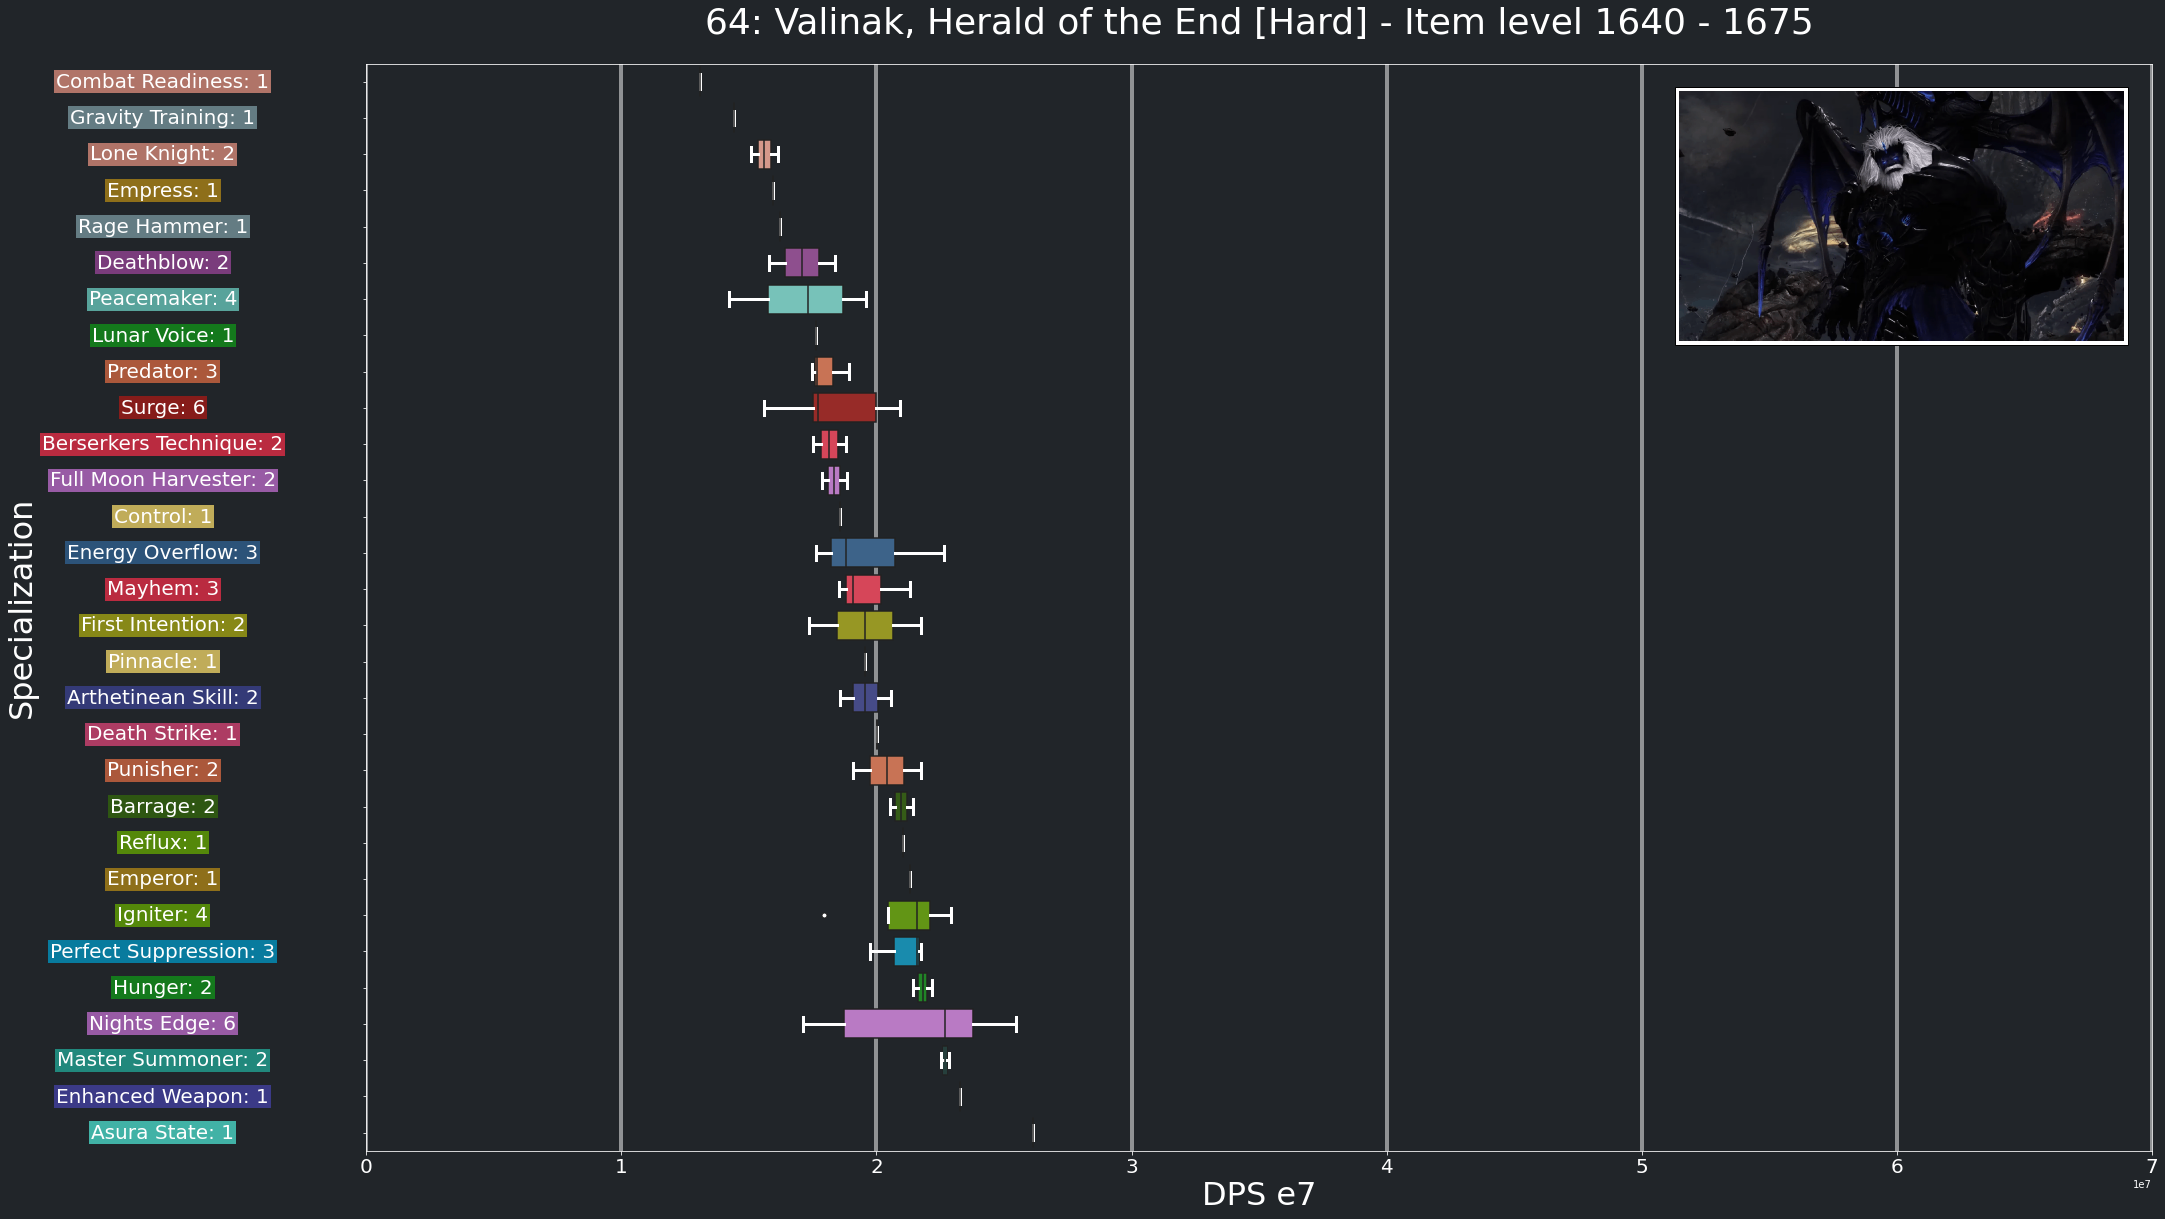 64: Valinak, Herald of the End [Hard] - Item level 1640 - 1675
Specialization
Combat Readiness: 1
Gravity Training: 1
Lone Knight: 2
Empress: 1
Rage Hammer: 1
Deathblow: 2
Peacemaker: 4
Lunar Voice: 1
Predator: 3
Surge: 6
Berserkers Technique: 2
Full Moon Harvester: 2
Control: 1
Energy Overflow: 3
Mayhem: 3
First Intention: 2
Pinnacle: 1
Arthetinean Skill: 2
Death Strike: 1
Punisher: 2
Barrage: 2
Reflux: 1
Emperor: 1
Igniter: 4
Perfect Suppression: 3
Hunger: 2
Nights Edge: 6
Master Summoner: 2
Enhanced Weapon: 1
Asura State: 1
0 1 2 3 4 5 6 7
1e7
DPS e7